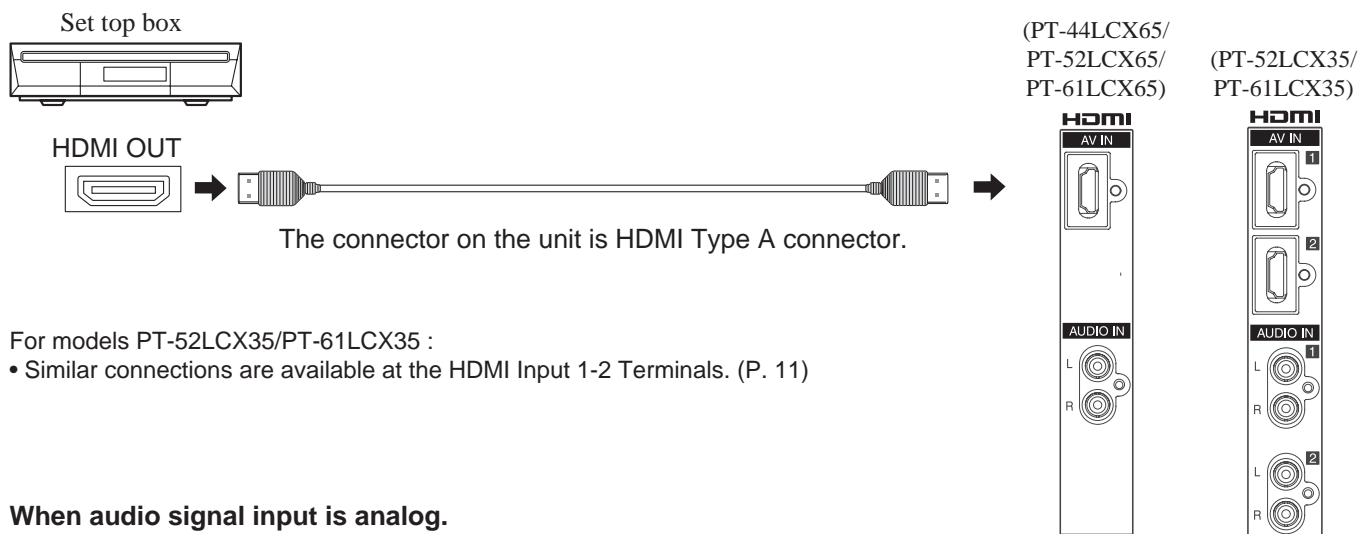 Set top box
HDMI OUT
The connector on the unit is HDMI Type A connector.
(PT-44LCX65/
PT-52LCX65/
PT-61LCX65)
HDMI
AV IN
AUDIO IN
L
R
(PT-52LCX35/
PT-61LCX35)
HDMI
AV IN
1
2
AUDIO IN
1
L
R
2
L
R
For models PT-52LCX35/PT-61LCX35 :
• Similar connections are available at the HDMI Input 1-2 Terminals. (P. 11)
When audio signal input is analog.